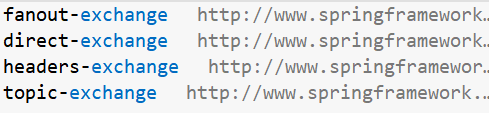 fanout-exchange http://www.springframework...
direct-exchange http://www.springframework...
headers-exchange http://www.springframewor...
topic-exchange http://www.springframework...